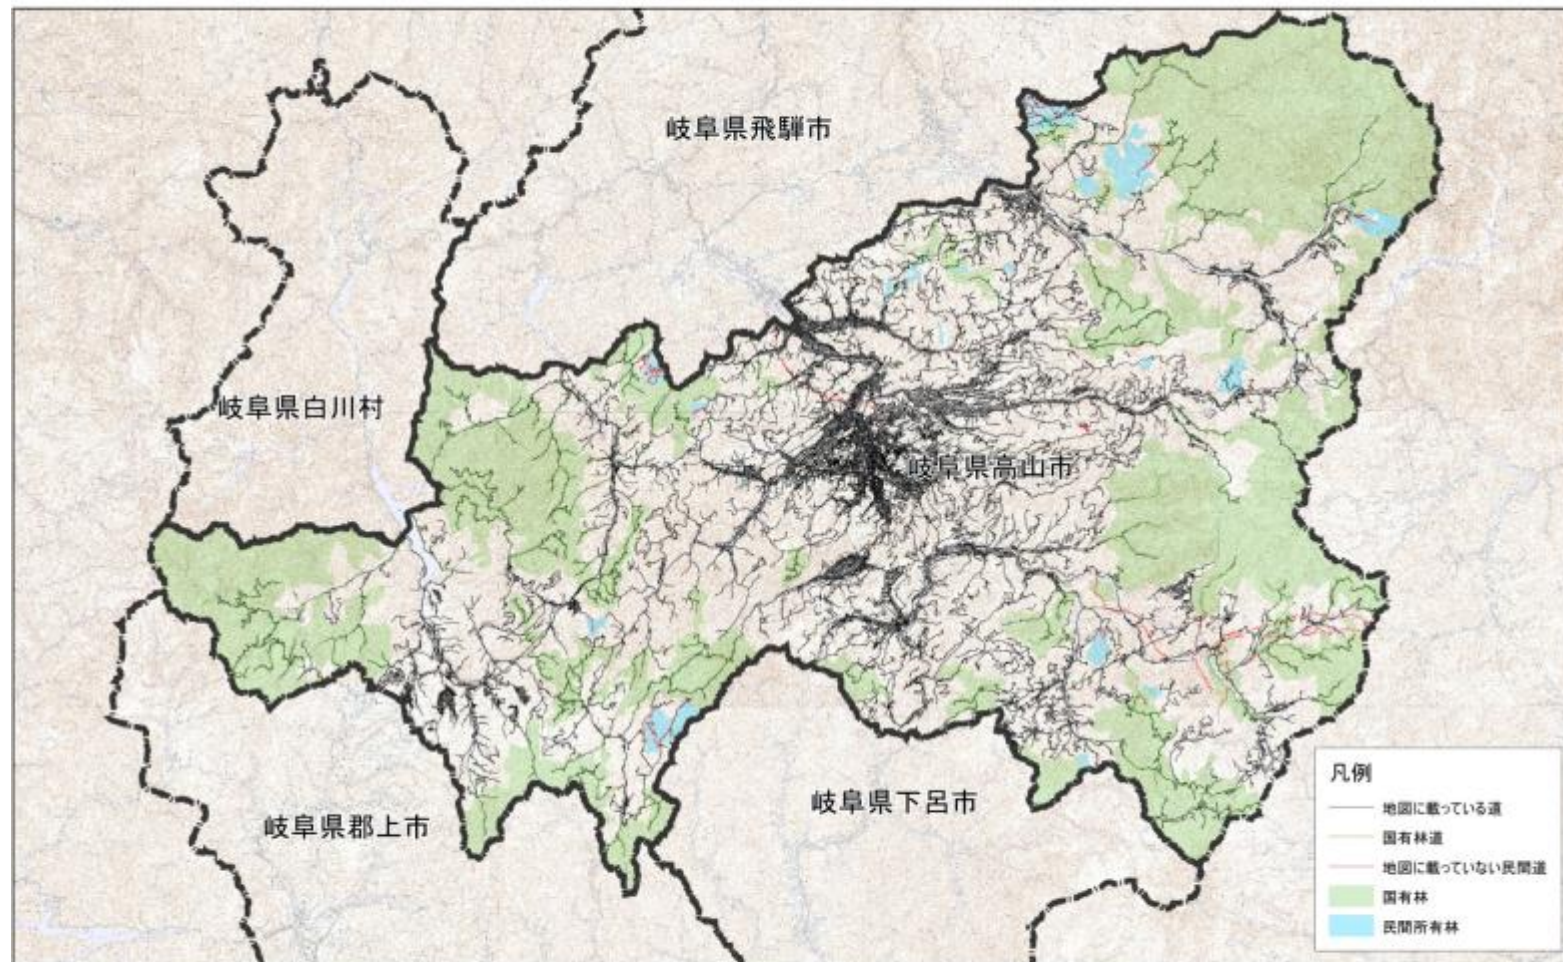 岐阜県飛騨市
岐阜県白川村
岐阜県高山市
岐阜県下呂市
岐阜県郡上市
凡例
地図に載っている道
国有林道
地図に載っていない民間道
国有林
民間所有林